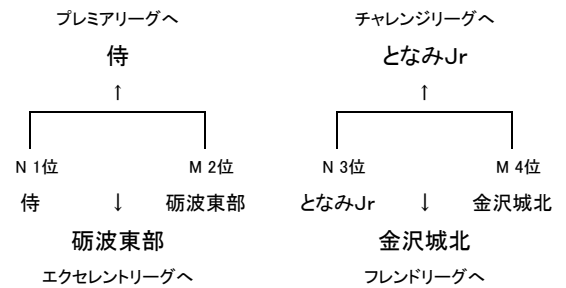 プレミアリーグへ
チャレンジリーグへ
侍
となみJr
↑
↑
N 1位
M 2位
N 3位
M 4位
侍
↓
砺波東部
となみJr
↓
金沢城北
砺波東部
金沢城北
エクセレントリーグへ
フレンドリーグへ